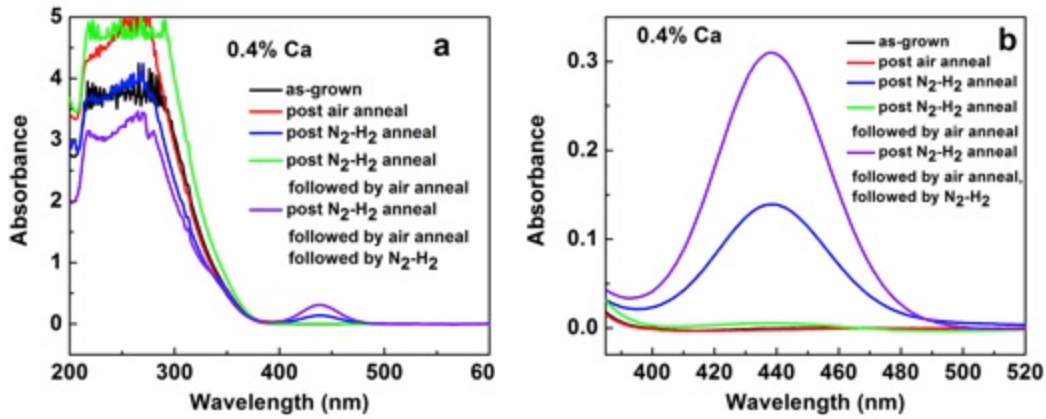 5
4
3
2
1
0
Absorbance
0.4% Ca
a
as-grown
post air anneal
post N2-H2 anneal
post N2-H2 anneal
followed by air anneal
post N2-H2 anneal
followed by air anneal
followed by N2-H2
200 300 400 500 60
Wavelength (nm)
0.3
0.2
0.1
0.0
Absorbance
0.4% Ca
b
as-grown
post air anneal
post N2-H2 anneal
post N2-H2 anneal
followed by air anneal
post N2-H2 anneal
followed by air anneal,
followed by N2-H2
400 420 440 460 480 500 520
Wavelength (nm)